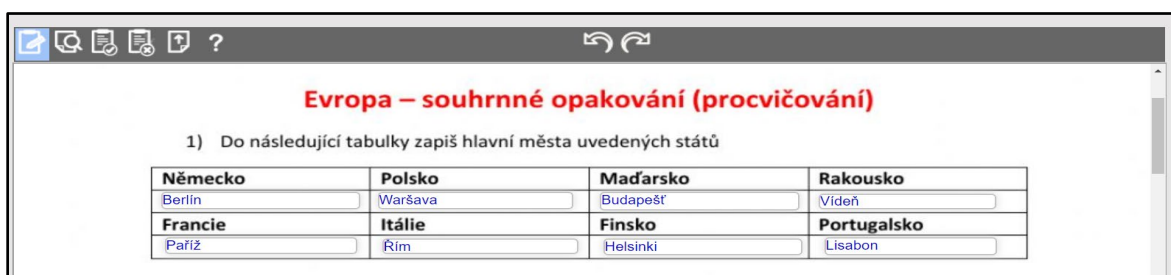 ?
Evropa – souhrnné opakování (procvičování)
1) Do následující tabulky zapiš hlavní města uvedených států
Německo Polsko Maďarsko Rakousko
Berlín Waršava Budapešť Vídeň
Francie Itálie Finsko Portugalsko
Paříž Řím Helsinki Lisabon